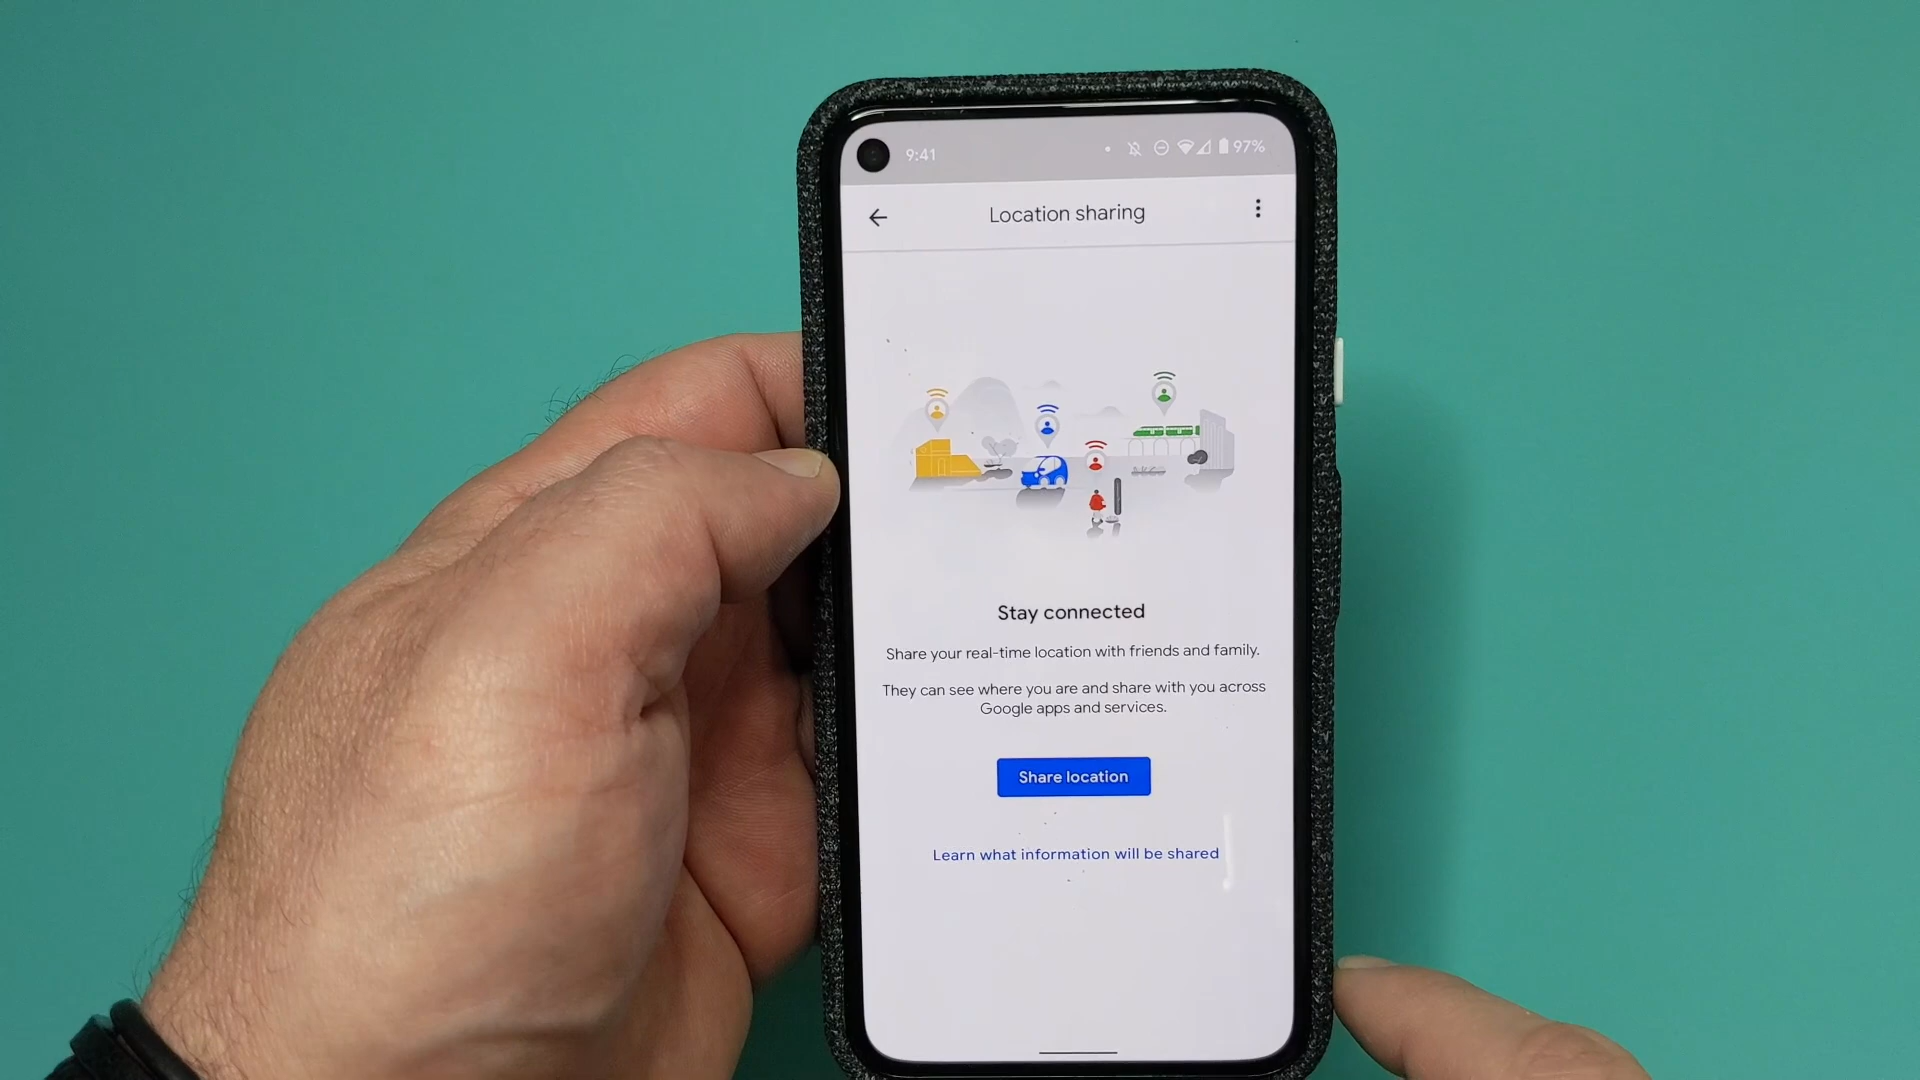 9:41
97%
Location sharing
Stay connected
Share your real-time location with friends and family.
They can see where you are and share with you across
Google apps and services.
Share location
Learn what information will be shared